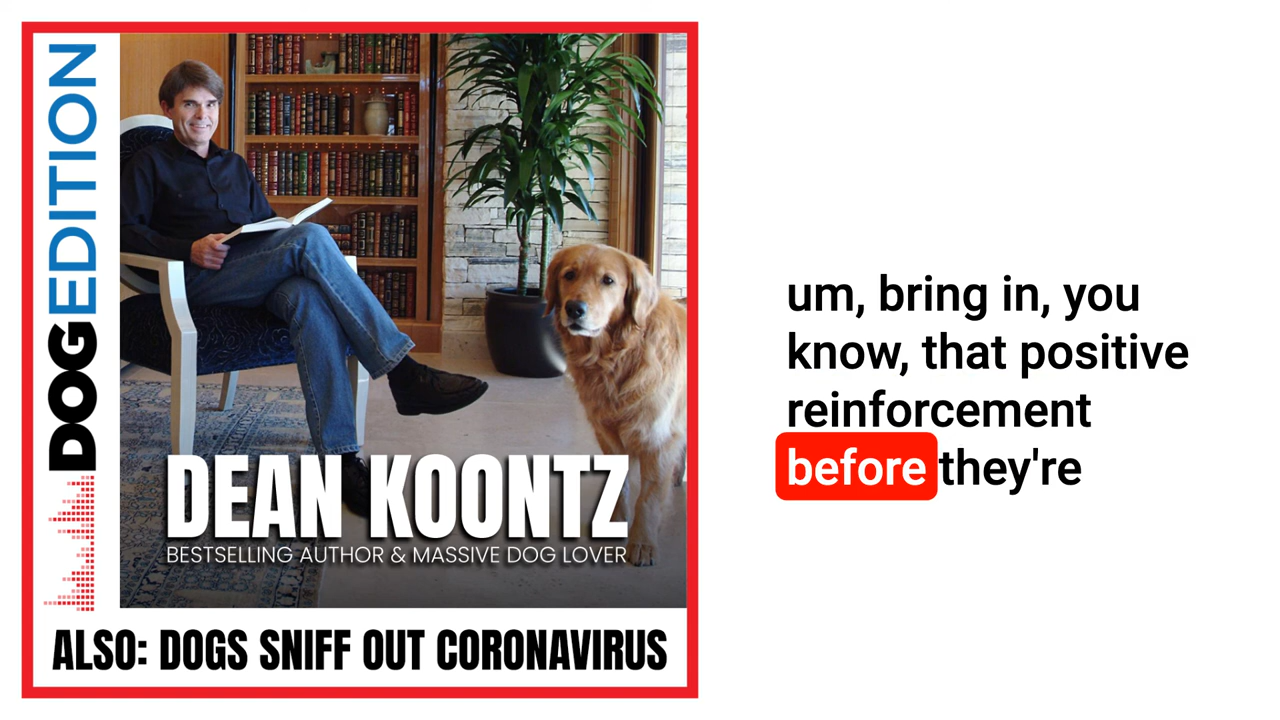 DOGEDITION
DEAN KOONTZ
BESTSELLING AUTHOR & MASSIVE DOG LOVER
ALSO: DOGS SNIFF OUT CORONAVIRUS
um, bring in, you
know, that positive
reinforcement
before they're